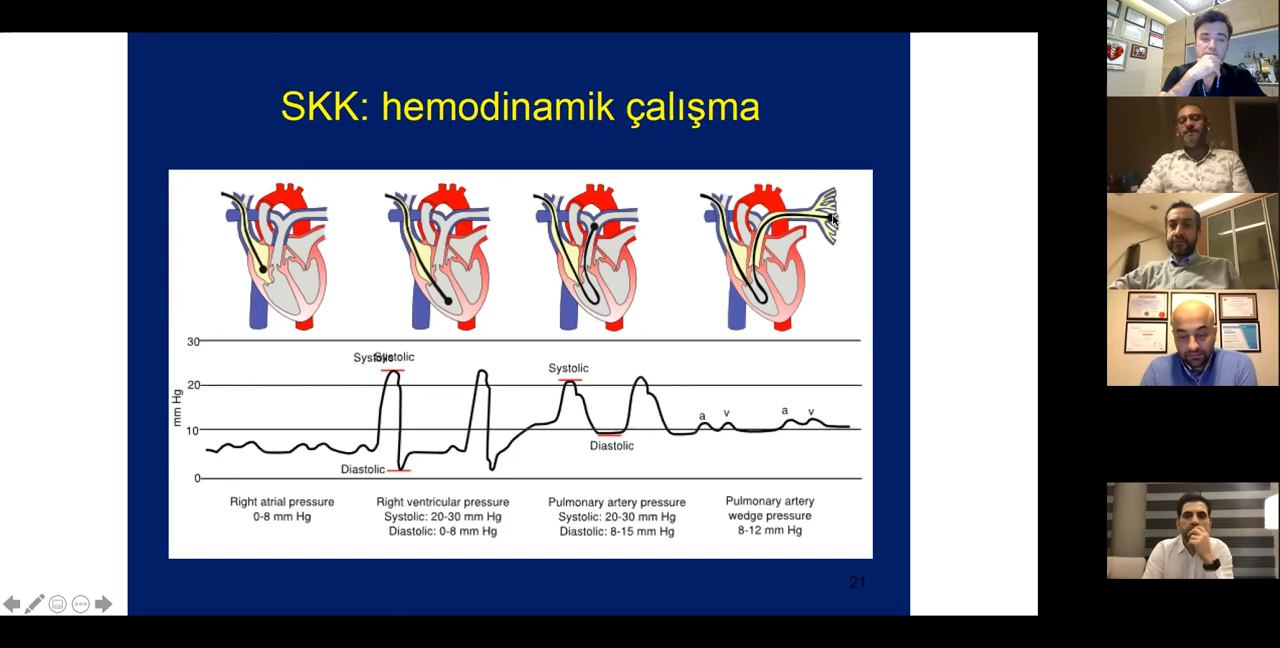 SKK: hemodinamik çalışma
30
Systolic
Systolic
Systolic
20
mm Hg
a
v
a
v
10
Diastolic
Diastolic
0
Right atrial pressure
0-8 mm Hg
Right ventricular pressure
Systolic: 20-30 mm Hg
Diastolic: 0-8 mm Hg
Pulmonary artery pressure
Systolic: 20-30 mm Hg
Diastolic: 8-15 mm Hg
Pulmonary artery
wedge pressure
8-12 mm Hg
21